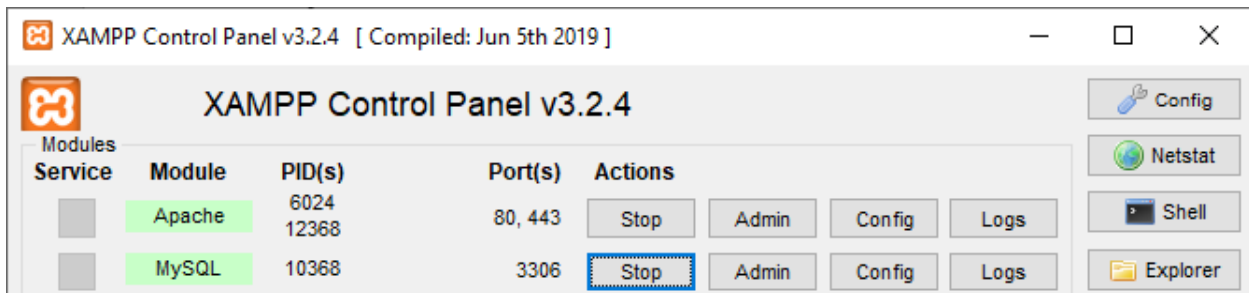 XAMPP Control Panel v3.2.4 [ Compiled: Jun 5th 2019 ]
XAMPP Control Panel v3.2.4
Config
Modules
Netstat
Service Module PID(s) Port(s) Actions
Apache 6024 12368 80, 443 Stop Admin Config Logs
Shell
MySQL 10368 3306 Stop Admin Config Logs
Explorer